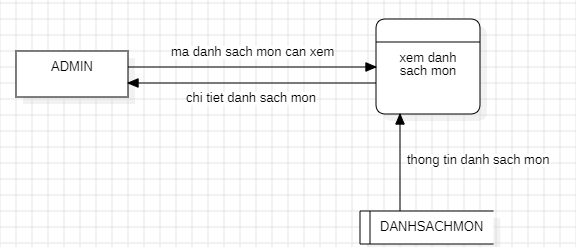 ma danh sach mon can xem
ADMIN
xem danh
sach mon
chi tiet danh sach mon
thong tin danh sach mon
DANHSACHMON